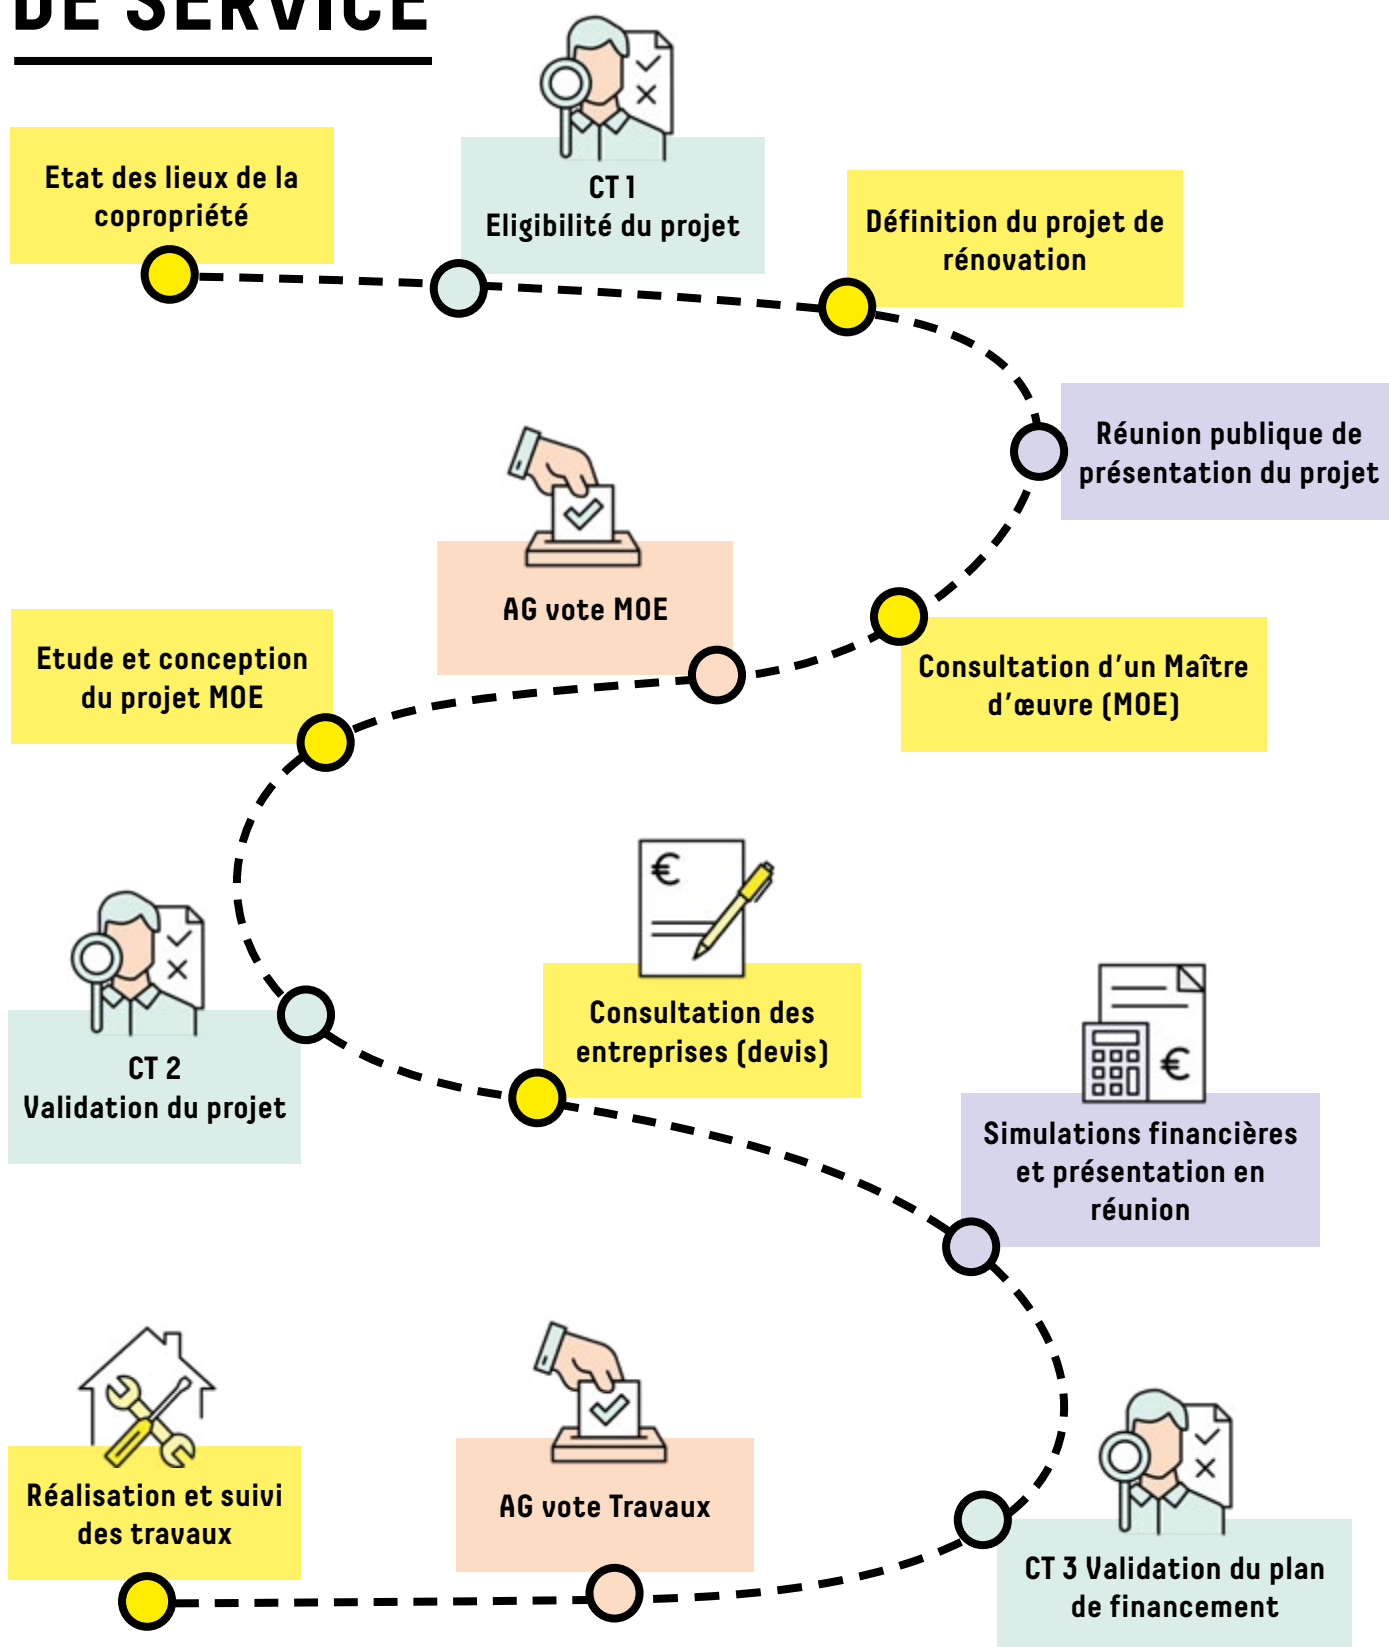 DE SERVICE
Etat des lieux de la
copropriété
CT 1
Eligibilité du projet
Définition du projet de
rénovation
Réunion publique de
présentation du projet
Consultation d'un Maître
d'œuvre (MOE)
AG vote MOE
Etude et conception
du projet MOE
CT 2
Validation du projet
€
Consultation des
entreprises (devis)
€
Simulations financières
et présentation en
réunion
CT 3 Validation du plan
de financement
AG vote Travaux
Réalisation et suivi
des travaux